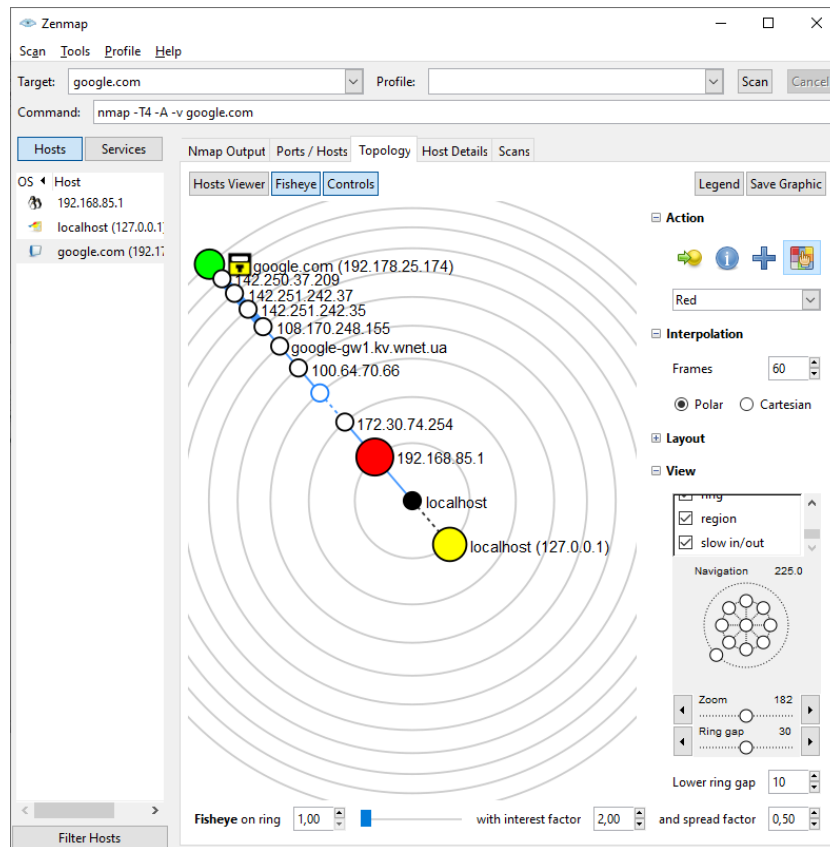 Zenmap
Scan Tools Profile Help
Target: google.com Profile: Scan Cancel
Command: nmap -T4 -A -v google.com
Hosts Services
Nmap Output Ports / Hosts Topology Host Details Scans
OS Host
192.168.85.1
localhost (127.0.0.1)
google.com (192.17
Hosts Viewer Fisheye Controls Legend Save Graphic
google.com (192.178.25.174)
142.250.37.209
142.251.242.37
142.251.242.35
108.170.248.155
google-gw1.kv.wnet.ua
100.64.70.66
172.30.74.254
192.168.85.1
localhost
localhost (127.0.0.1)
Action
Red
Interpolation
Frames 60
Polar Cartesian
Layout
View
ring
region
slow in/out
Navigation 225.0
Zoom 182
Ring gap 30
Lower ring gap 10
Fisheye on ring 1,00 with interest factor 2,00 and spread factor 0,50
Filter Hosts